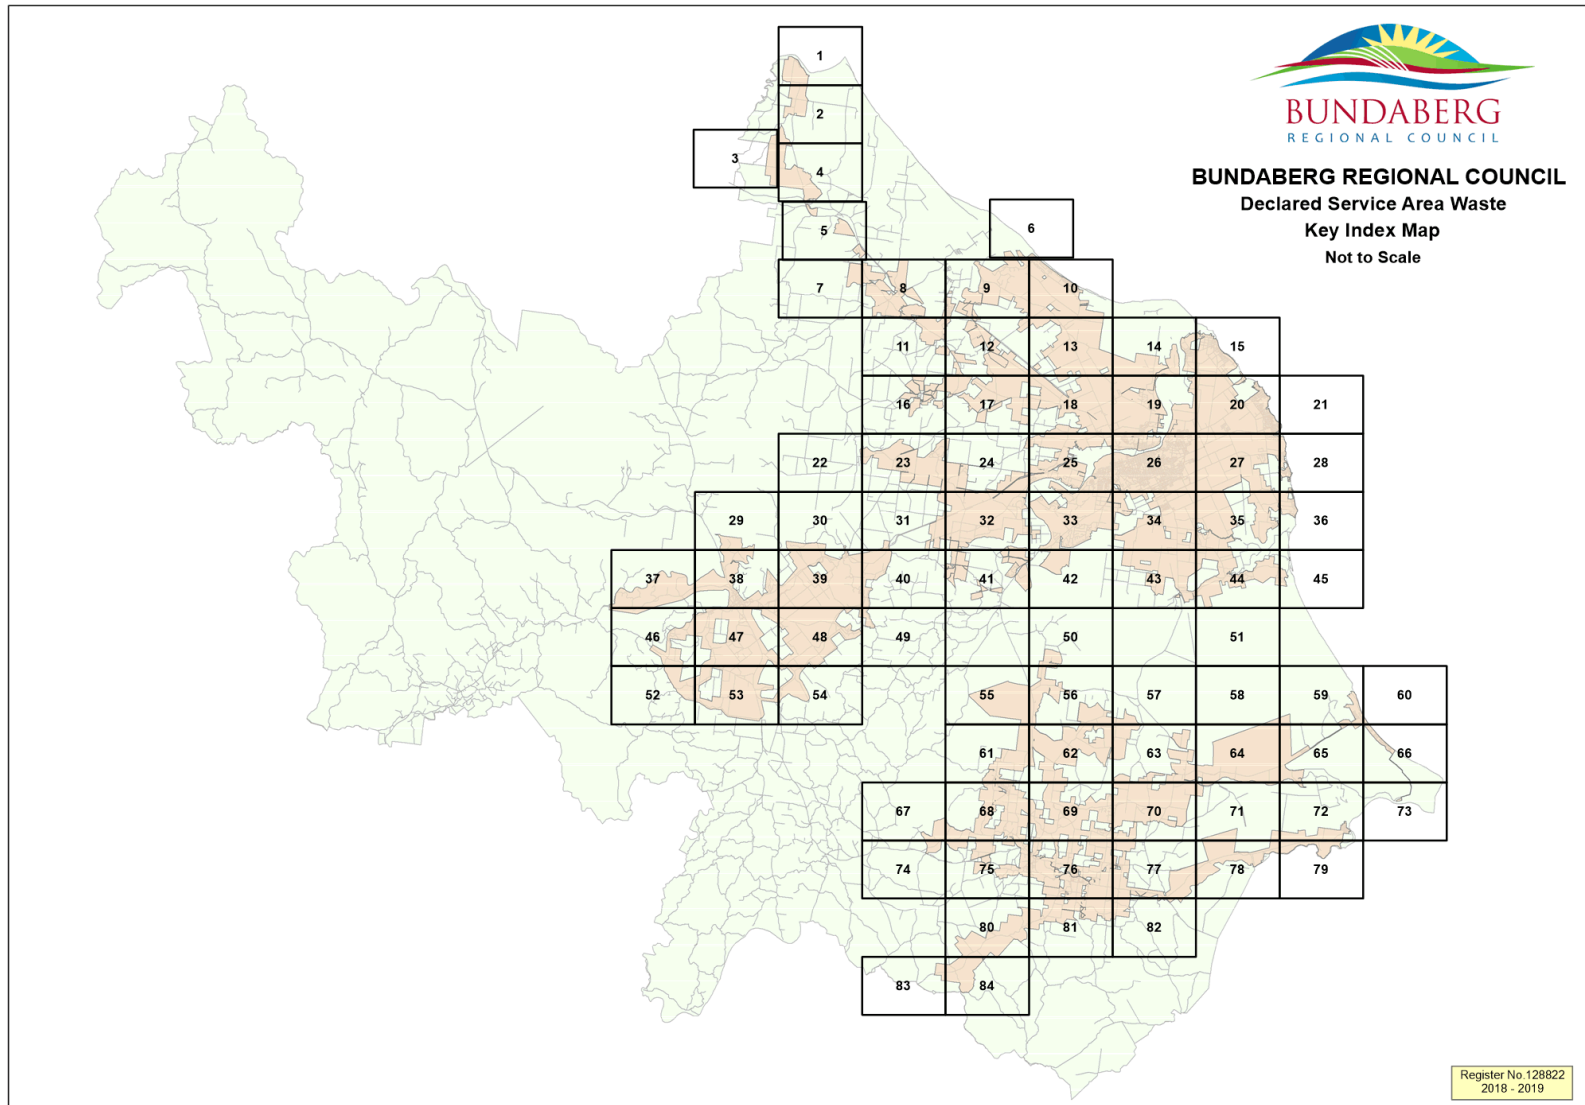 BUNDABERG
REGIONAL COUNCIL
BUNDABERG REGIONAL COUNCIL
Declared Service Area Waste
Key Index Map
Not to Scale
1
2
3
4
5
6
7 8 9 10
11 12 13 14 15
16 17 18 19 20 21
22 23 24 25 26 27 28
29 30 31 32 33 34 35 36
37 38 39 40 41 42 43 44 45
46 47 48 49 50 51
52 53 54 55 56 57 58 59 60
61 62 63 64 65 66
67 68 69 70 71 72 73
74 75 76 77 78 79
80 81 82
83 84
Register No.128822
2018 - 2019